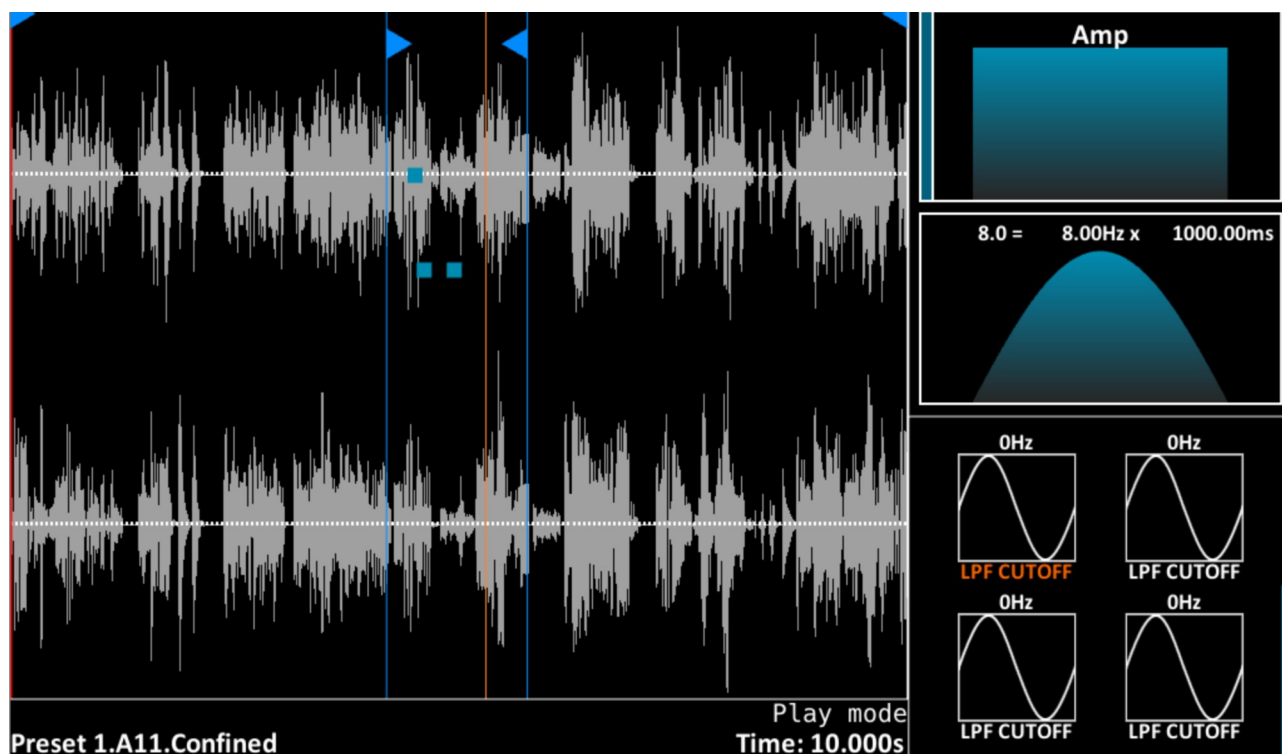 Amp
8.0 = 8.00Hz x 1000.00ms
0Hz 0Hz
LPF CUTOFF LPF CUTOFF
0Hz 0Hz
LPF CUTOFF LPF CUTOFF
Play mode
Preset 1.A11.Confined Time: 10.000s